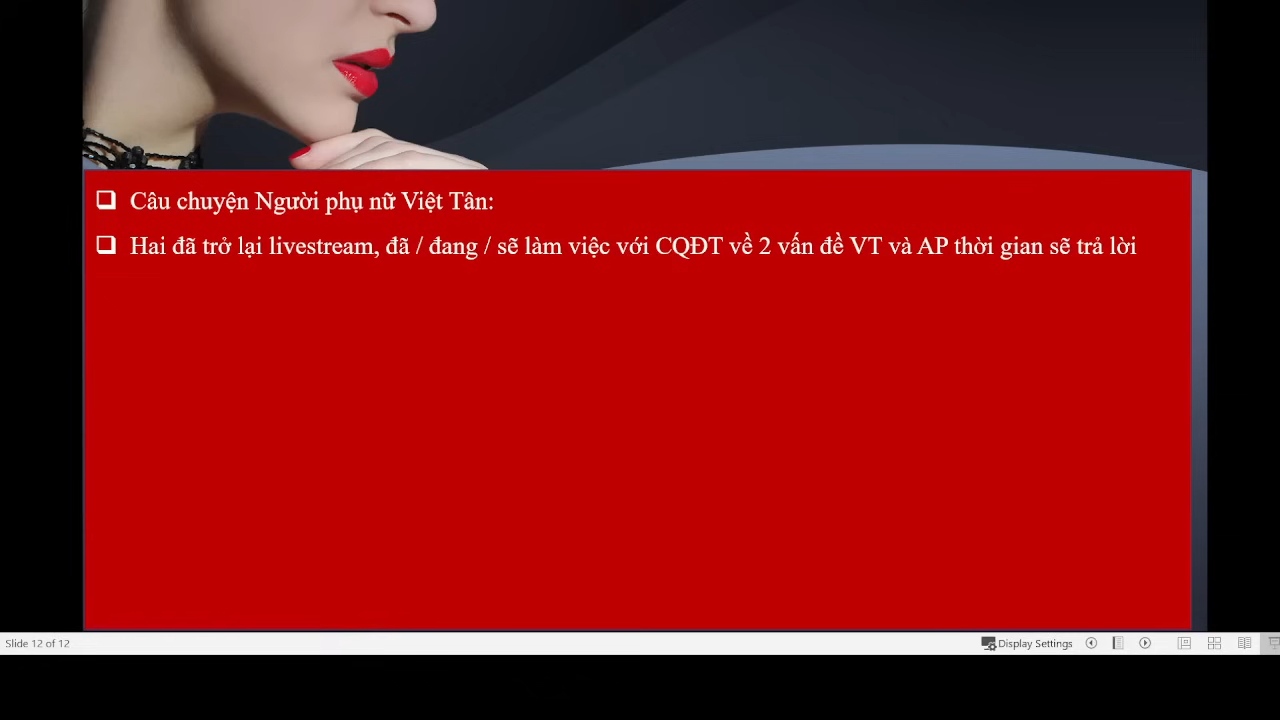 Câu chuyện Người phụ nữ Việt Tân:
Hai đã trở lại livestream, đã / đang / sẽ làm việc với CQĐT về 2 vấn đề VT và AP thời gian sẽ trả lời
Slide 12 of 12
Display Settings